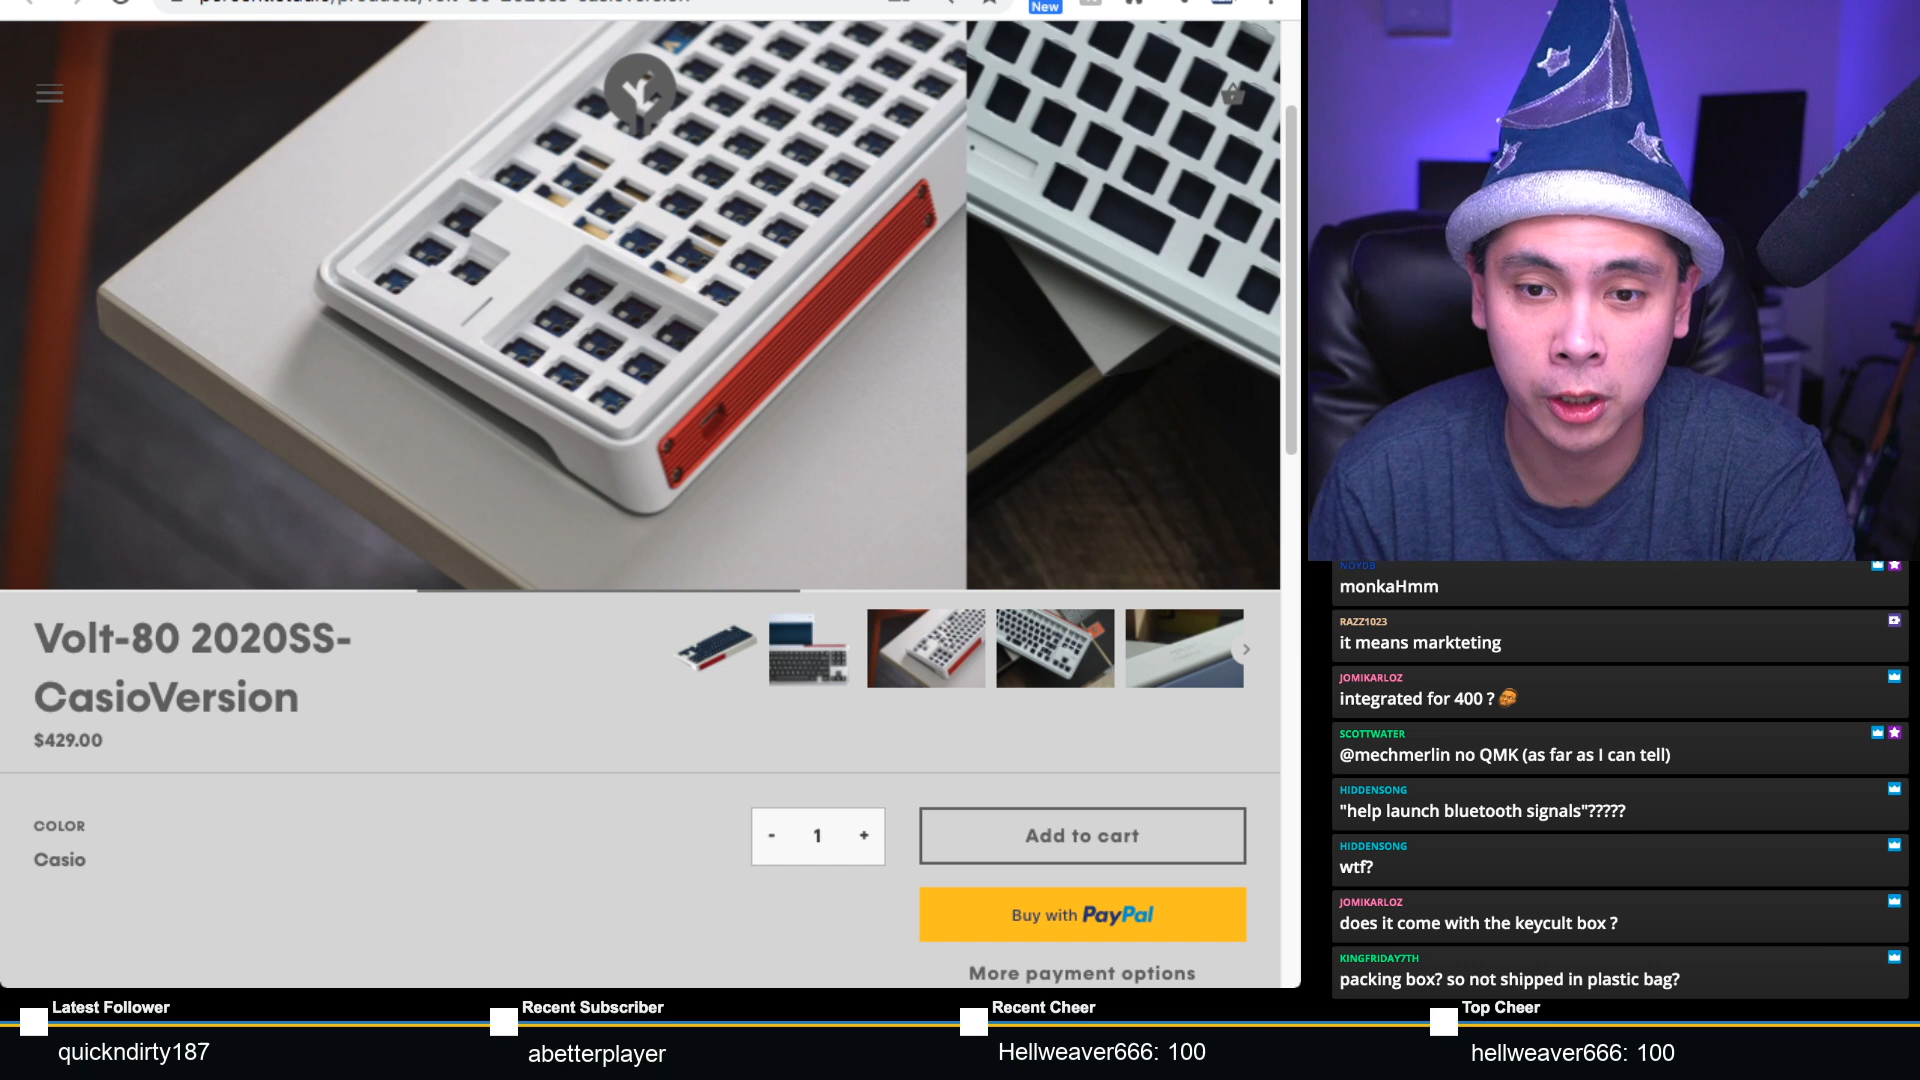 New
Volt-80 2020SS-
CasioVersion
$429.00
COLOR
Casio
- 1 +
Add to cart
Buy with PayPal
More payment options
NOYDB
monkaHmm
RAZZ1023
it means markteting
JOMIKARLOZ
integrated for 400 ?
SCOTTWATER
@mechmerlin no QMK (as far as I can tell)
HIDDENSONG
"help launch bluetooth signals"?????
HIDDENSONG
wtf?
JOMIKARLOZ
does it come with the keycult box ?
KINGFRIDAY7TH
packing box? so not shipped in plastic bag?
Latest Follower
quickndirty187
Recent Subscriber
abetterplayer
Recent Cheer
Hellweaver666: 100
Top Cheer
hellweaver666: 100